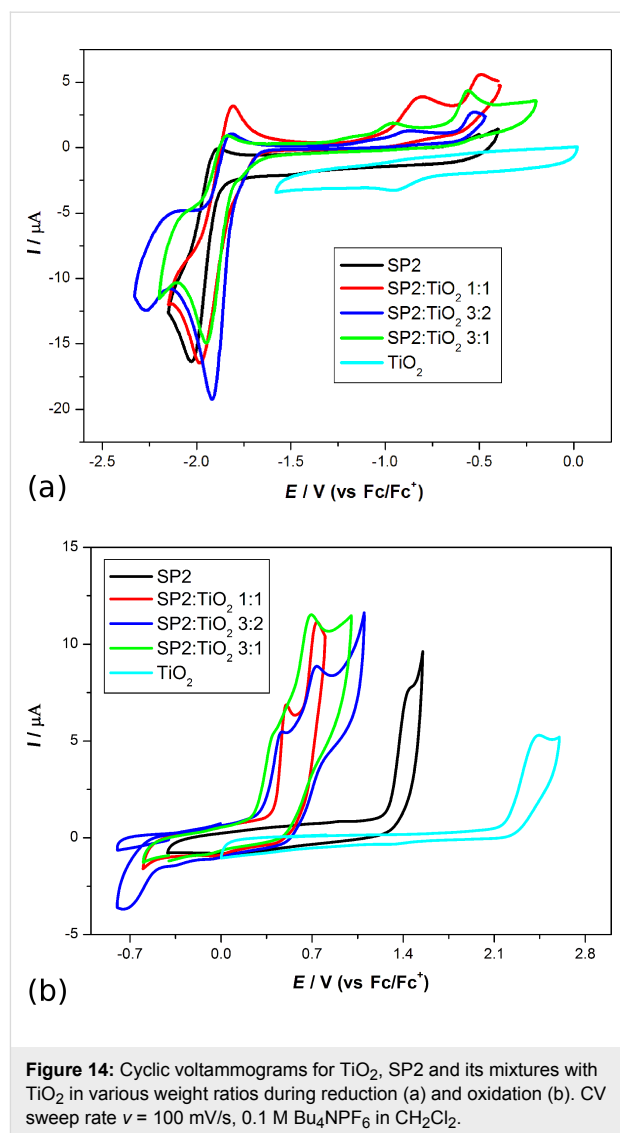 5
0
-5
-10
-15
-20
I / µA
SP2
SP2:TiO₂ 1:1
SP2:TiO₂ 3:2
SP2:TiO₂ 3:1
TiO₂
-2.5 -2.0 -1.5 -1.0 -0.5 0.0
(a)
E / V (vs Fc/Fc⁺)
15
10
5
0
-5
I / µA
SP2
SP2:TiO₂ 1:1
SP2:TiO₂ 3:2
SP2:TiO₂ 3:1
TiO₂
-0.7 0.0 0.7 1.4 2.1 2.8
(b)
E / V (vs Fc/Fc⁺)
Figure 14: Cyclic voltammograms for TiO₂, SP2 and its mixtures with
TiO₂ in various weight ratios during reduction (a) and oxidation (b). CV
sweep rate v = 100 mV/s, 0.1 M Bu₄NPF₆ in CH₂Cl₂.